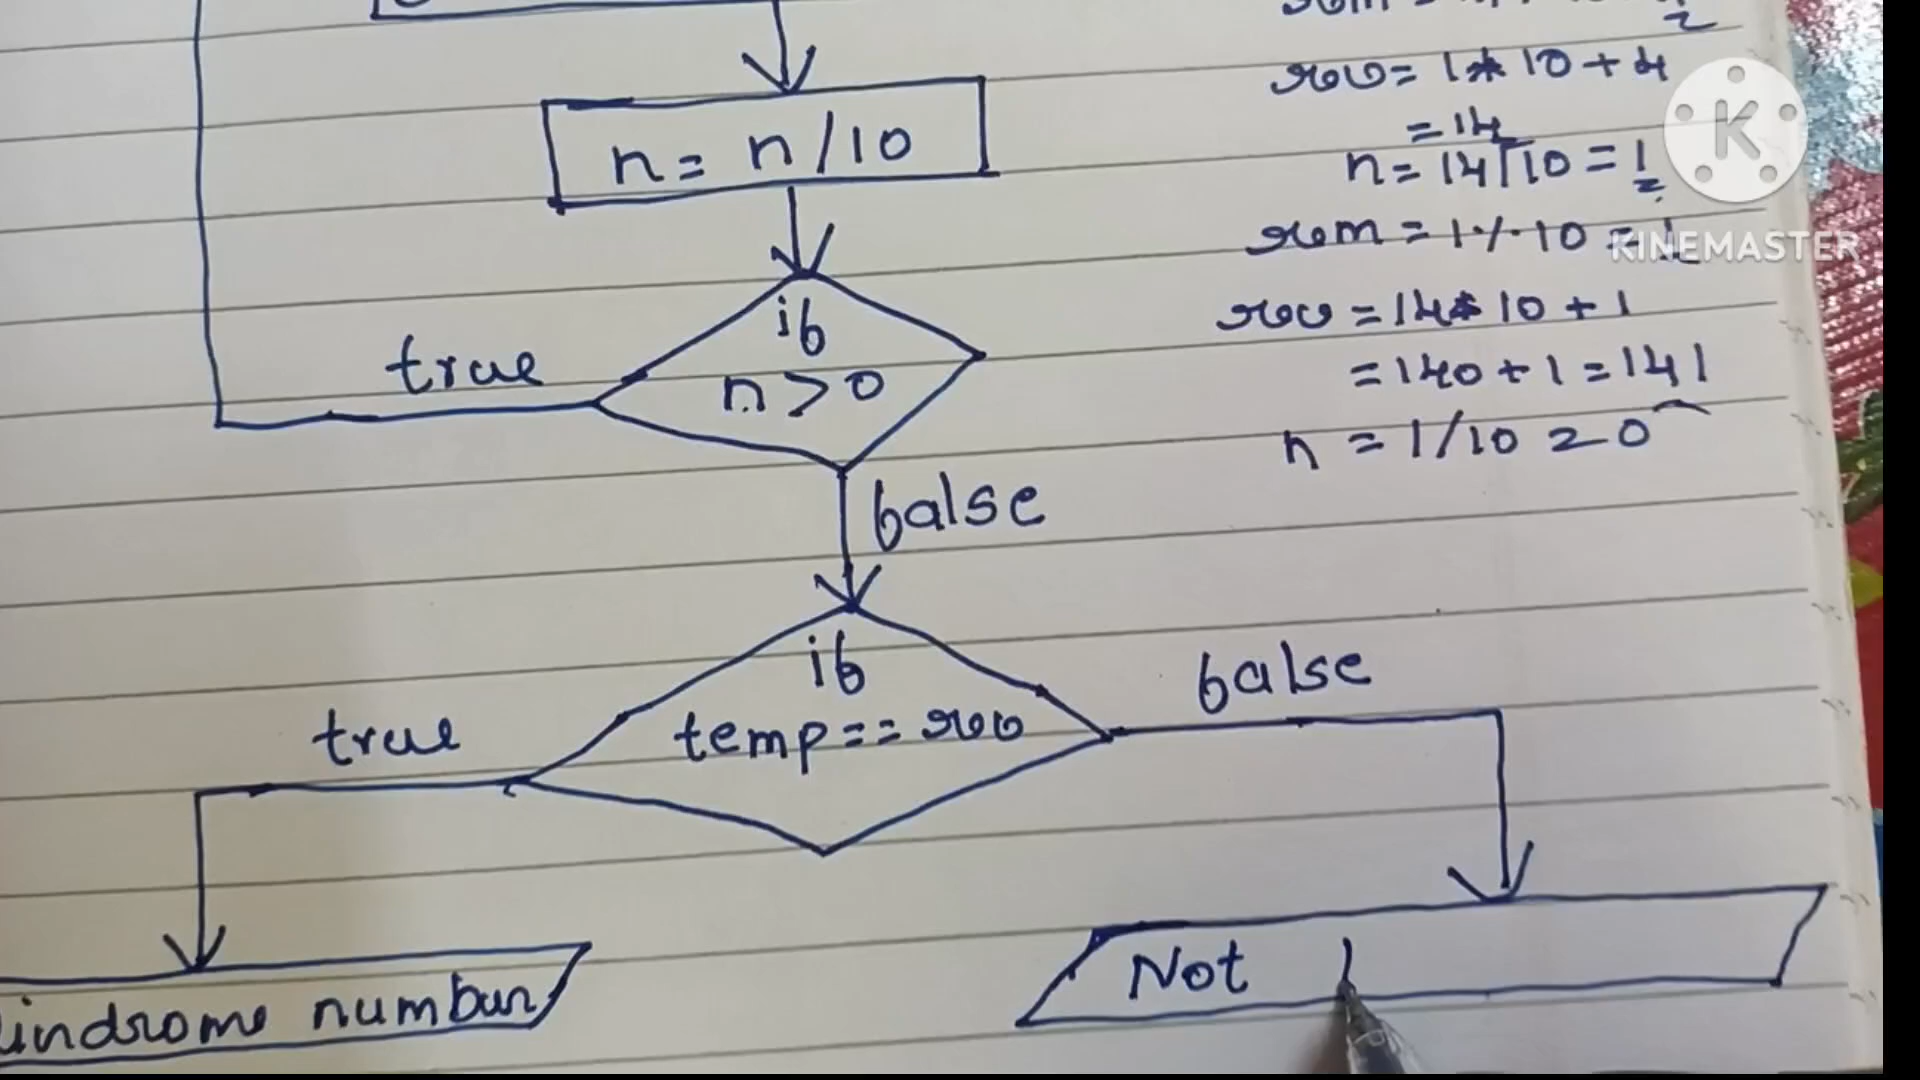 2
rev = 1 * 10 + 4
= 14
n = n/10
n = 14/10 = 1
K
rem = 1 % 10 = 1
KINEMASTER
if
n > 0
true
rev = 14 * 10 + 1
= 140 + 1 = 141
n = 1/10 = 0
false
if
temp == rev
true
false
lindrome number
Not